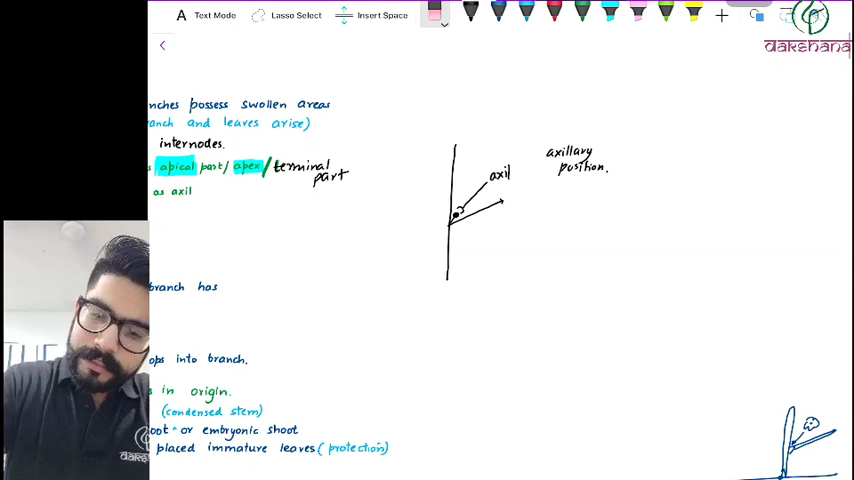 A Text Mode Lasso Select Insert Space
dakshana
nches possess swollen areas
anch and leaves arise)
internodes.
s apical part/ apex/terminal part
as axil
axil
axillary
position.
branch has
ops into branch.
s in origin.
(condensed stem)
oot or embryonic shoot
placed immature leaves (protection)